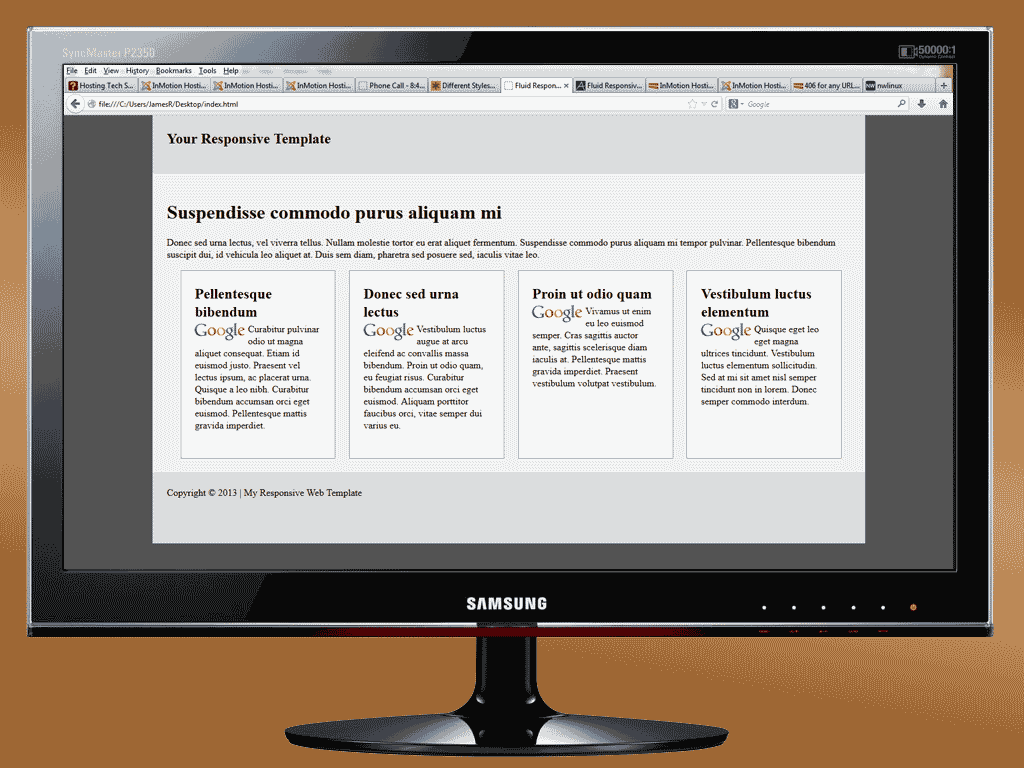 SyncMaster P2350
50000:1
Dynamic Contrast
File Edit View History Bookmarks Tools Help
Hosting Tech S... InMotion Hosti... InMotion Hosti... InMotion Hosti... Phone Call - 8:4... Different Styles... Fluid Respon... Fluid Responsiv... InMotion Hosti... InMotion Hosti... 406 for any URL... nwlinux
file:///C:/Users/JamesR/Desktop/index.html Google
Your Responsive Template
Suspendisse commodo purus aliquam mi
Donec sed urna lectus, vel viverra tellus. Nullam molestie tortor eu erat aliquet fermentum. Suspendisse commodo purus aliquam mi tempor pulvinar. Pellentesque bibendum
suscipit dui, id vehicula leo aliquet at. Duis sem diam, pharetra sed posuere sed, iaculis vitae leo.
Pellentesque
bibendum
Google Curabitur pulvinar
odio ut magna
aliquet consequat. Etiam id
euismod justo. Praesent vel
lectus ipsum, ac placerat urna.
Quisque a leo nibh. Curabitur
bibendum accumsan orci eget
euismod. Pellentesque mattis
gravida imperdiet.
Donec sed urna
lectus
Google Vestibulum luctus
augue at arcu
eleifend ac convallis massa
bibendum. Proin ut odio quam,
eu feugiat risus. Curabitur
bibendum accumsan orci eget
euismod. Aliquam porttitor
faucibus orci, vitae semper dui
varius eu.
Proin ut odio quam
Google Vivamus ut enim
eu leo euismod
semper. Cras sagittis auctor
ante, sagittis scelerisque diam
iaculis at. Pellentesque mattis
gravida imperdiet. Praesent
vestibulum volutpat vestibulum.
Vestibulum luctus
elementum
Google Quisque eget leo
eget magna
ultrices tincidunt. Vestibulum
luctus elementum sollicitudin.
Sed at mi sit amet nisl semper
tincidunt non in lorem. Donec
semper commodo interdum.
Copyright © 2013 | My Responsive Web Template
SAMSUNG